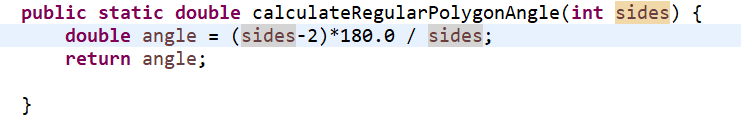 public static double calculateRegularPolygonAngle(int sides) {
    double angle = (sides-2)*180.0 / sides;
    return angle;
}